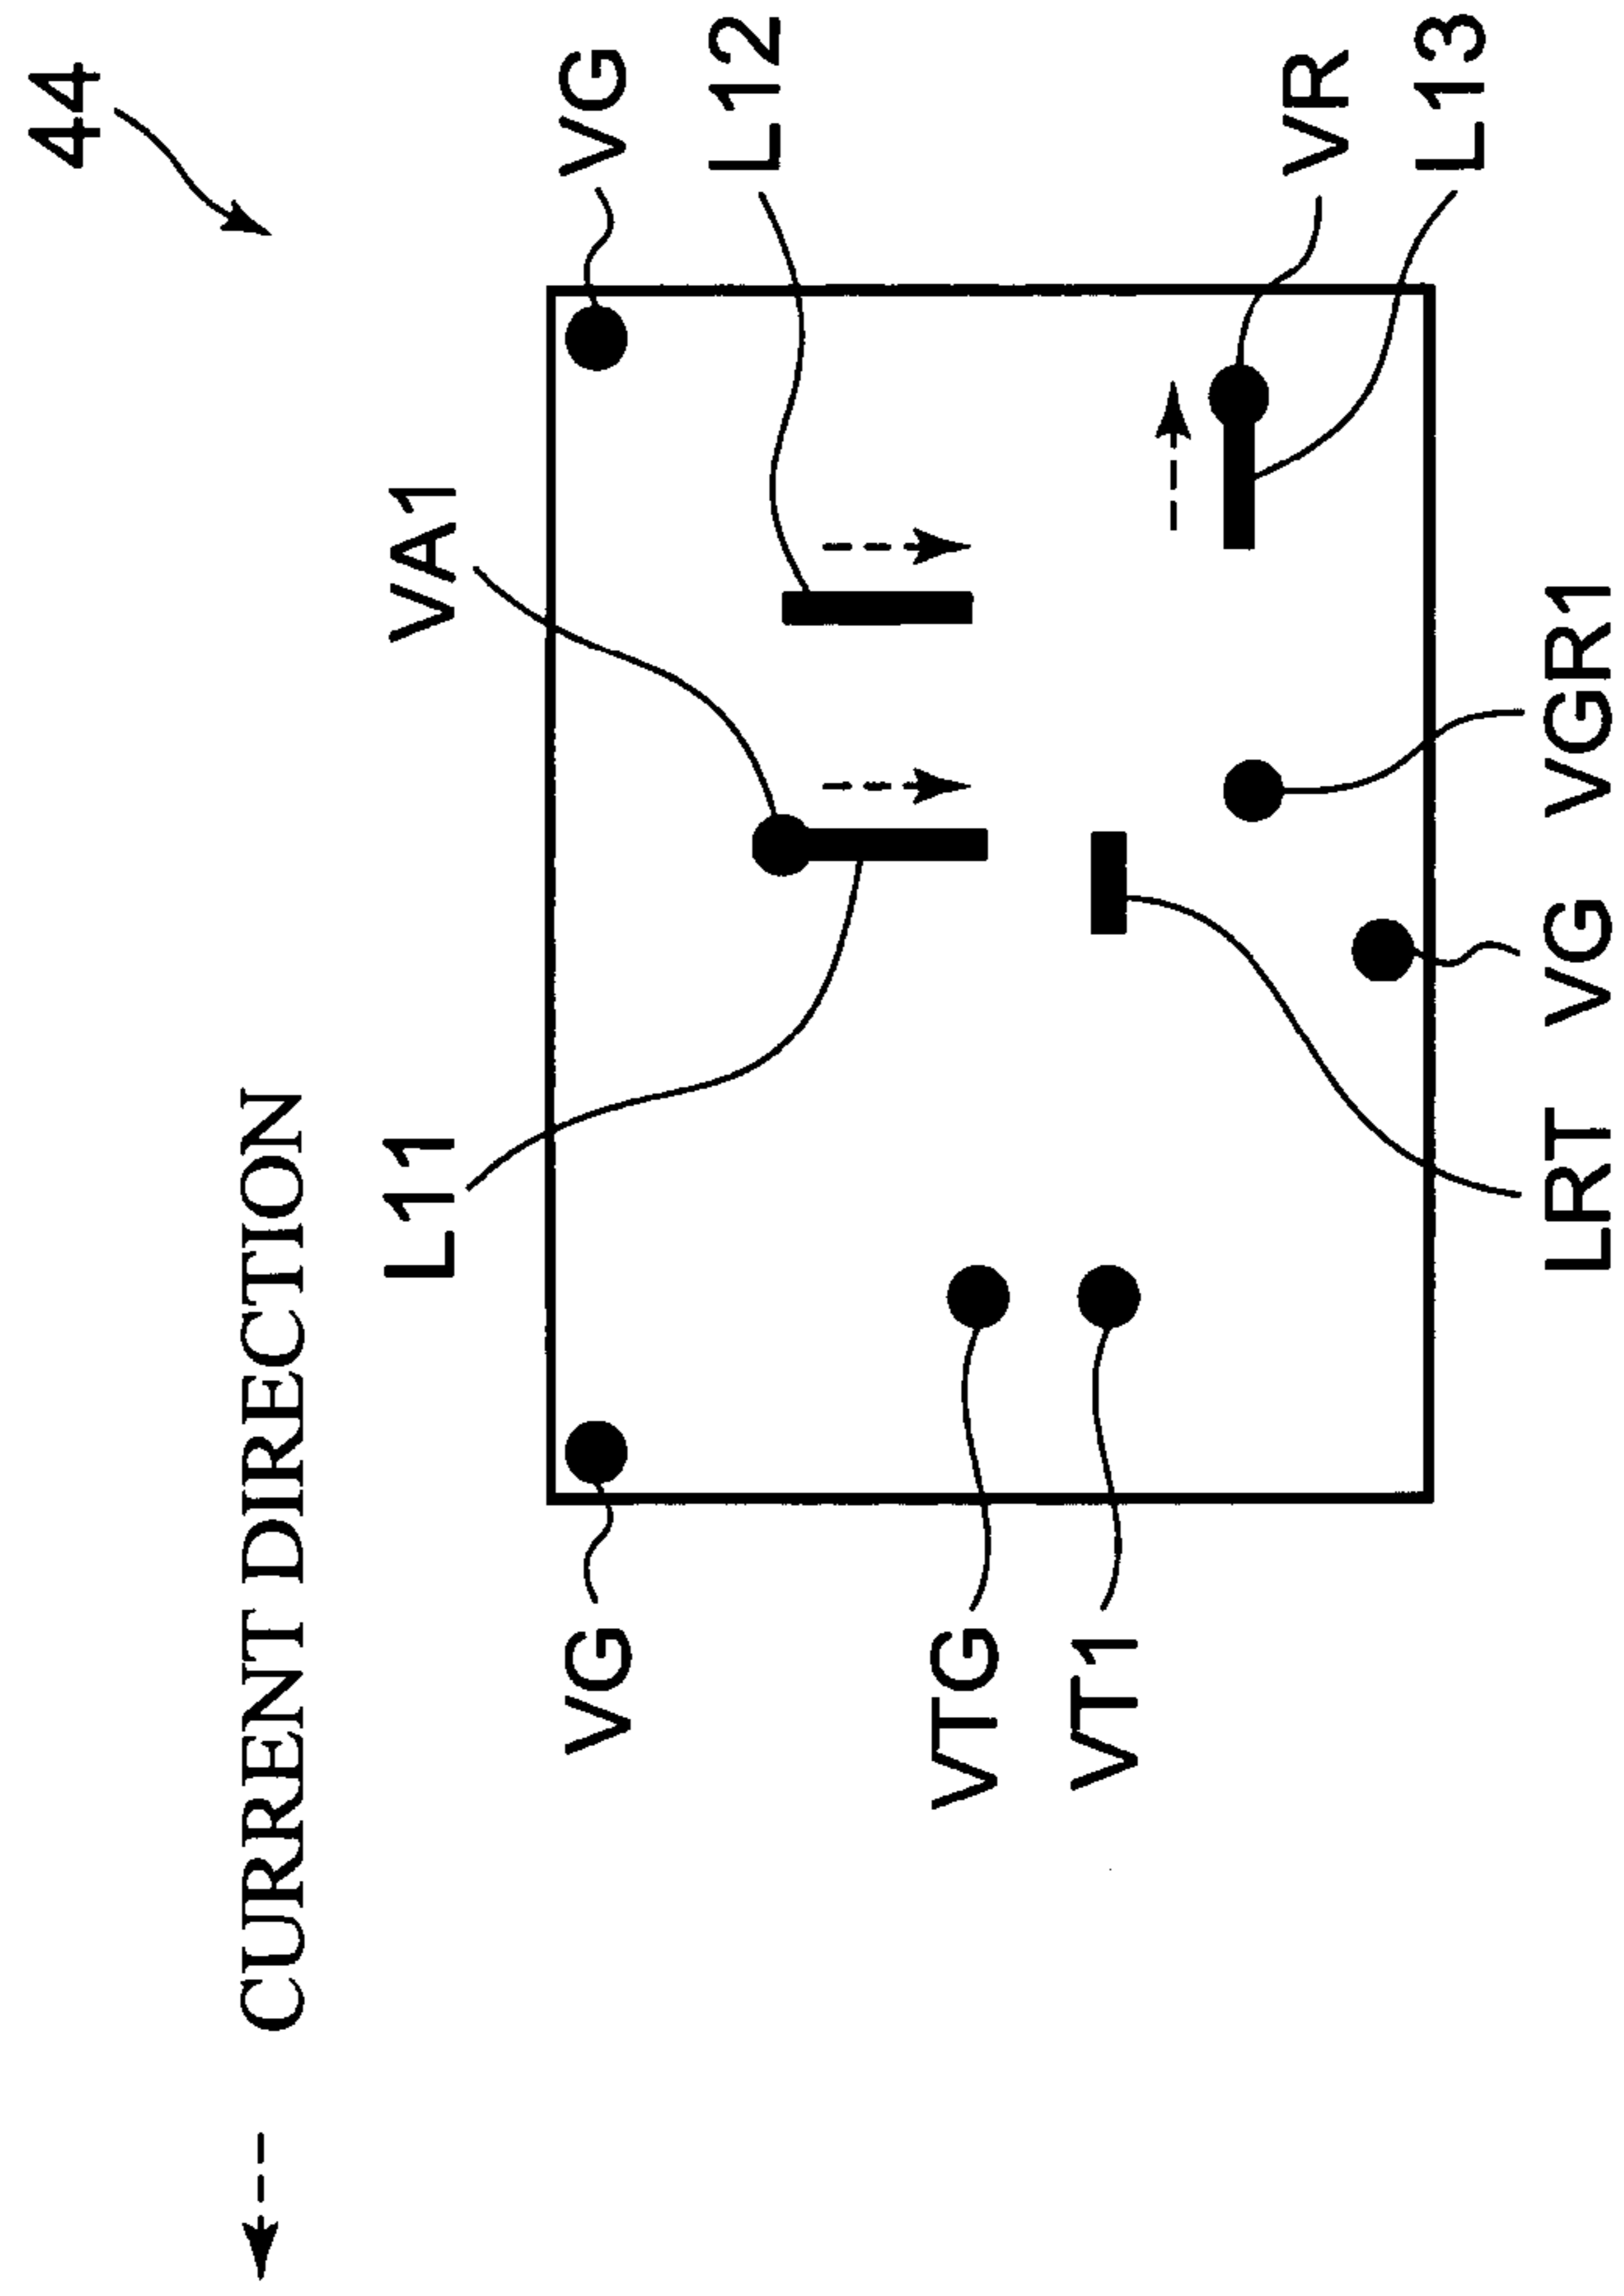 44
CURRENT DIRECTION
L11
VA1
VG
VG
L12
VTG
VT1
VR
L13
LRT
VG
VGR1